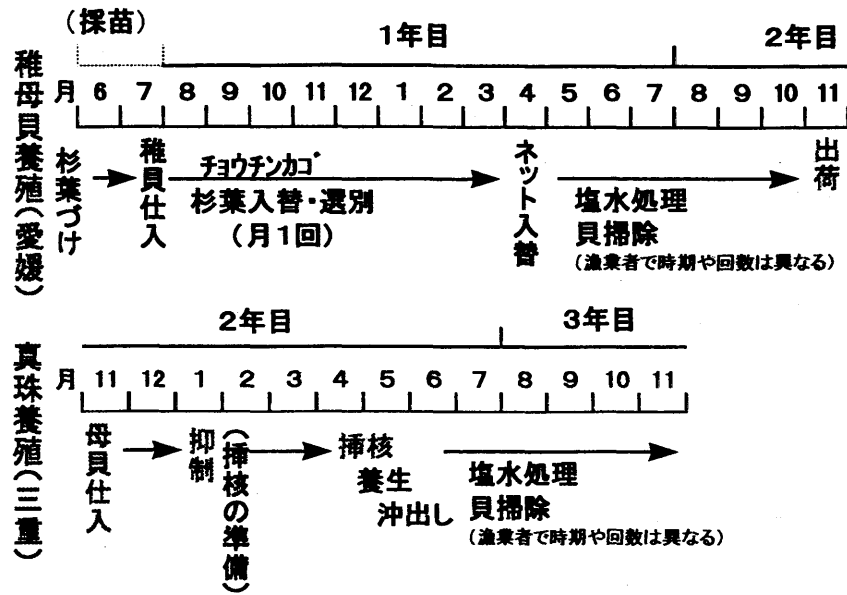 (採苗)
1年目
2年目
稚母貝養殖(愛媛)
月 6 7 8 9 10 11 12 1 2 3 4 5 6 7 8 9 10 11
杉葉づけ
稚貝仕入
チョウチンカゴ
杉葉入替・選別
(月1回)
ネット入替
塩水処理
貝掃除
(漁業者で時期や回数は異なる)
出荷
2年目
3年目
真珠養殖(三重)
月 11 12 1 2 3 4 5 6 7 8 9 10 11
母貝仕入
抑制
(挿核の準備)
挿核
養生
沖出し
塩水処理
貝掃除
(漁業者で時期や回数は異なる)